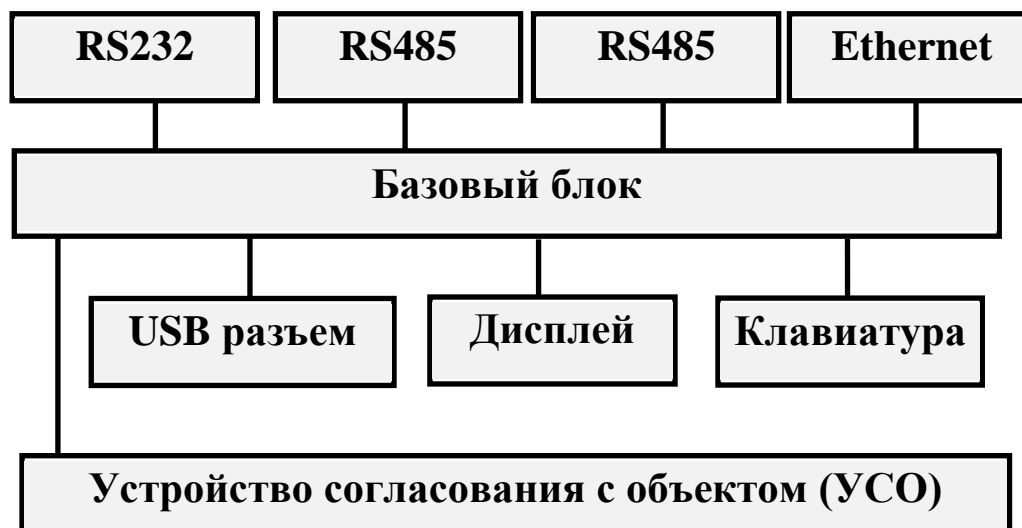 RS232
RS485
RS485
Ethernet
Базовый блок
USB разъем
Дисплей
Клавиатура
Устройство согласования с объектом (УСО)